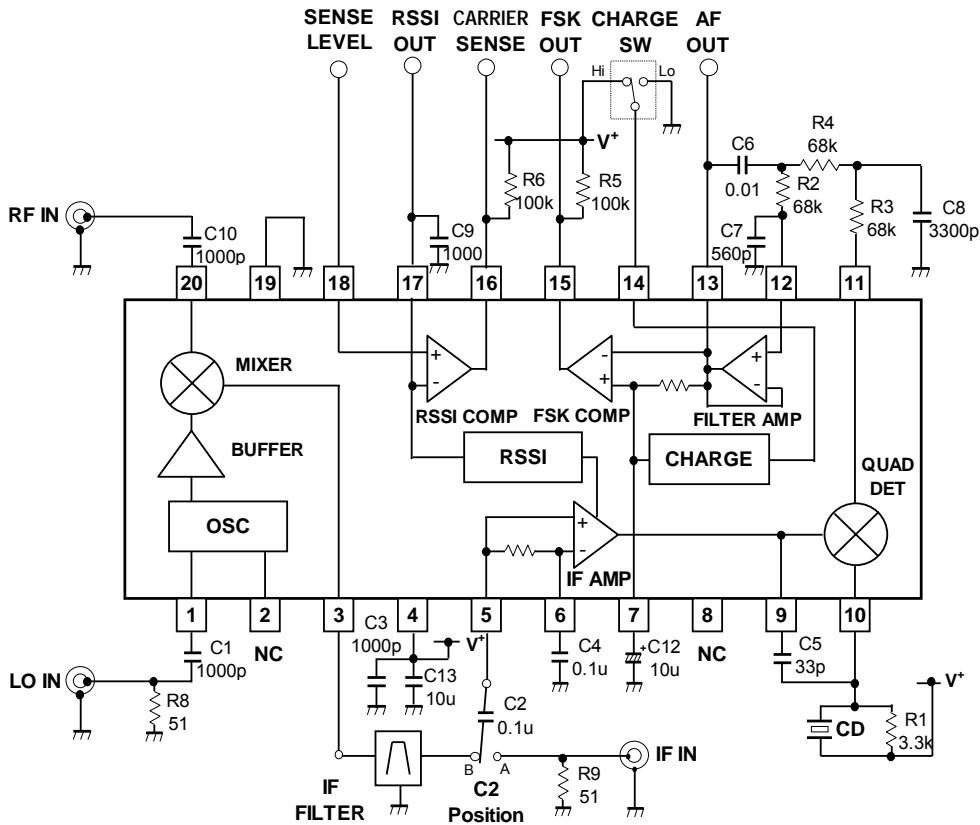 SENSE LEVEL
RSSI OUT
CARRIER SENSE
FSK OUT
CHARGE SW
AF OUT
Hi
Lo
V+
R6
100k
R5
100k
C6
0.01
R4
68k
R2
68k
R3
68k
C8
3300p
C7
560p
C9
1000
RF IN
C10
1000p
20
19
18
17
16
15
14
13
12
11
MIXER
BUFFER
OSC
+
-
RSSI COMP
-
+
FSK COMP
+
-
FILTER AMP
RSSI
CHARGE
QUAD DET
+
-
IF AMP
1
2
3
4
5
6
7
8
9
10
NC
NC
C1
1000p
LO IN
R8
51
C3
1000p
V+
C13
10u
C2
0.1u
C4
0.1u
+
C12
10u
C5
33p
V+
CD
R1
3.3k
IF FILTER
B
A
C2 Position
R9
51
IF IN